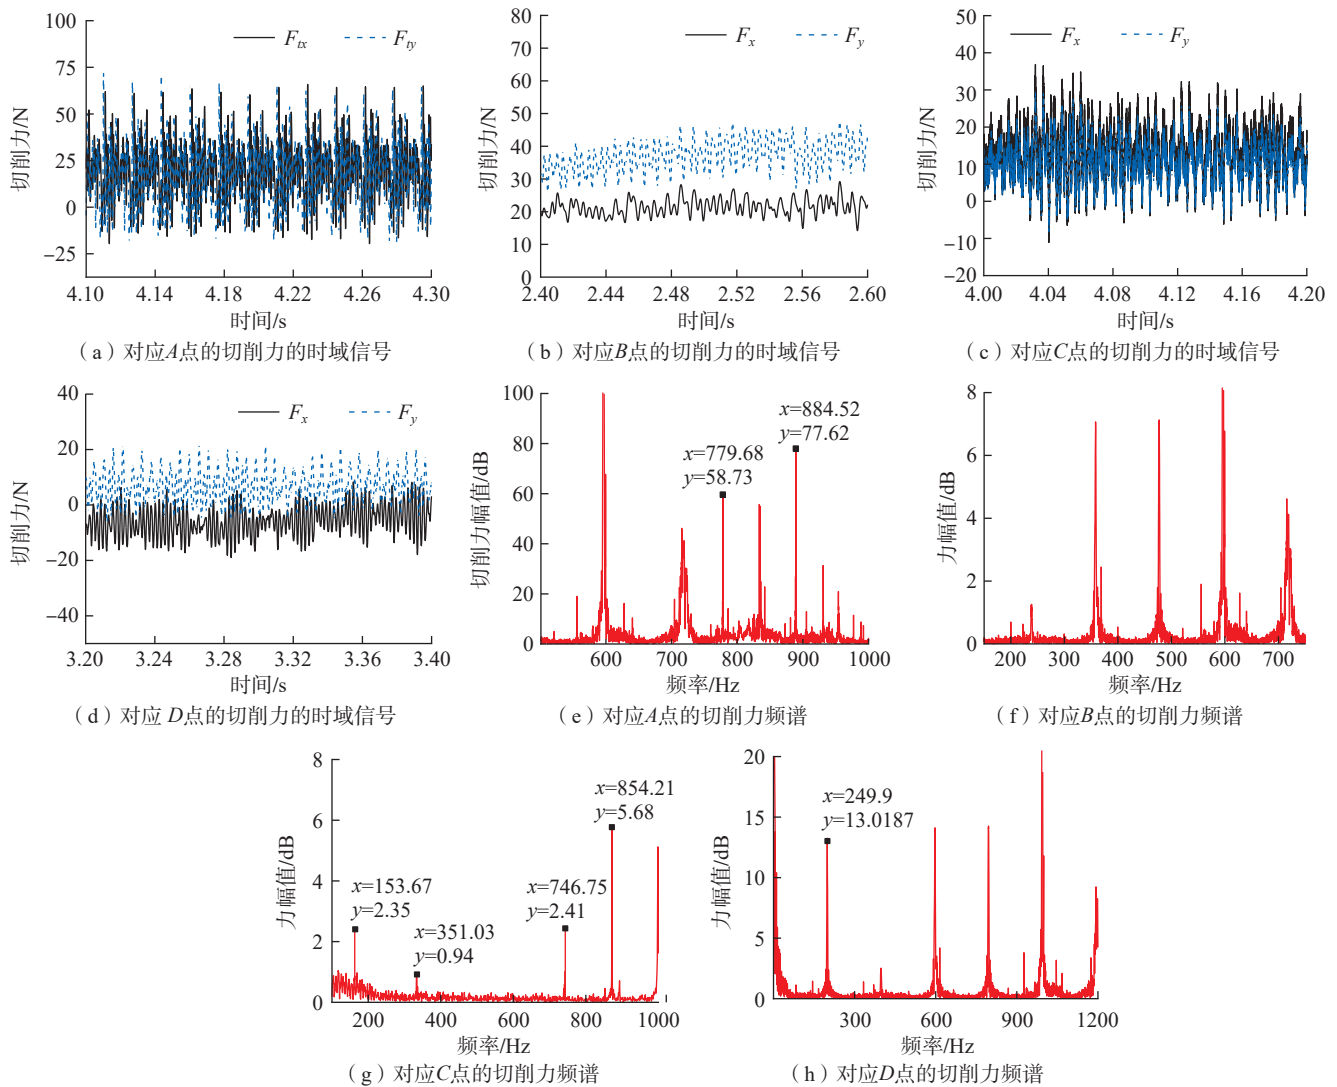 100
75
50
25
0
−25
切削力/N
F_tx F_ty
4.10 4.14 4.18 4.22 4.26 4.30
时间/s
（a）对应A点的切削力的时域信号
80
70
60
50
40
30
20
10
0
切削力/N
F_x F_y
2.40 2.44 2.48 2.52 2.56 2.60
时间/s
（b）对应B点的切削力的时域信号
50
40
30
20
10
0
−10
−20
切削力/N
F_x F_y
4.00 4.04 4.08 4.12 4.16 4.20
时间/s
（c）对应C点的切削力的时域信号
40
20
0
−20
−40
切削力/N
F_x F_y
3.20 3.24 3.28 3.32 3.36 3.40
时间/s
（d）对应 D点的切削力的时域信号
100
80
60
40
20
0
切削力幅值/dB
x=779.68
y=58.73
x=884.52
y=77.62
600 700 800 900 1000
频率/Hz
（e）对应A点的切削力频谱
8
6
4
2
0
力幅值/dB
200 300 400 500 600 700
频率/Hz
（f）对应B点的切削力频谱
8
6
4
2
0
力幅值/dB
x=153.67
y=2.35
x=351.03
y=0.94
x=746.75
y=2.41
x=854.21
y=5.68
200 400 600 800 1000
频率/Hz
（g）对应C点的切削力频谱
20
15
10
5
0
力幅值/dB
x=249.9
y=13.0187
300 600 900 1200
频率/Hz
（h）对应D点的切削力频谱